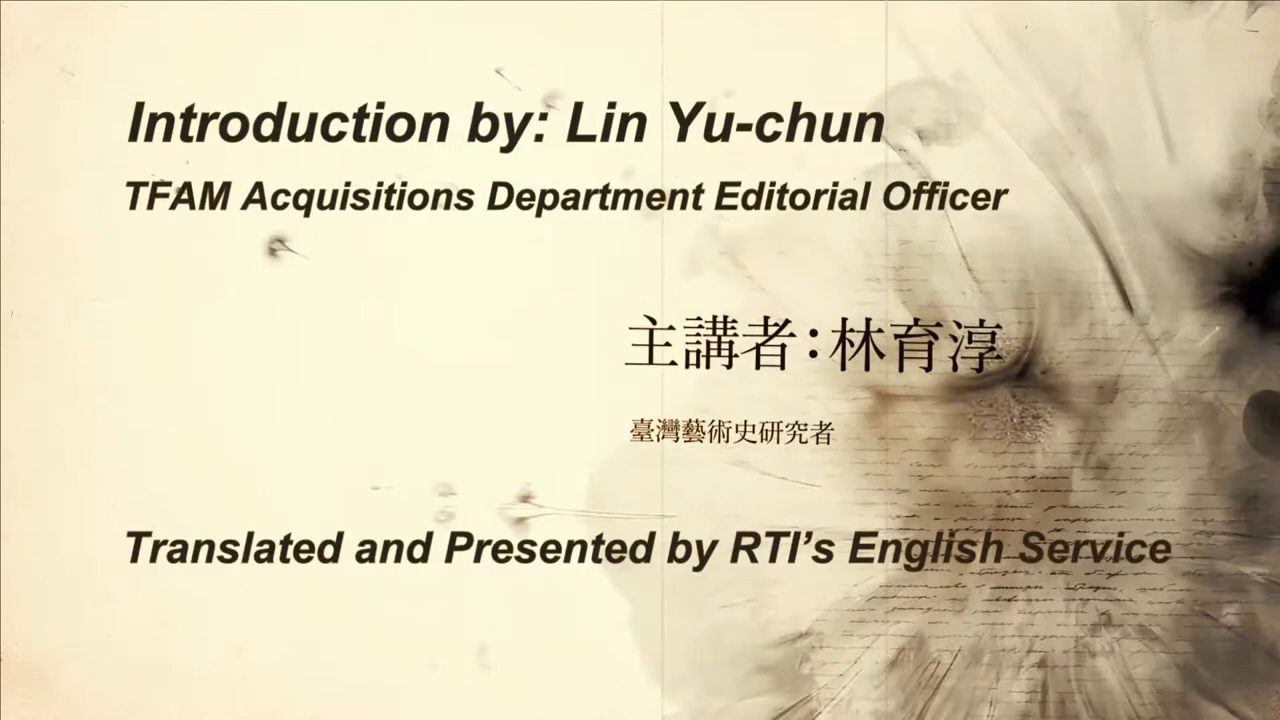 Introduction by: Lin Yu-chun
TFAM Acquisitions Department Editorial Officer
主講者：林育淳
臺灣藝術史研究者
Translated and Presented by RTI’s English Service